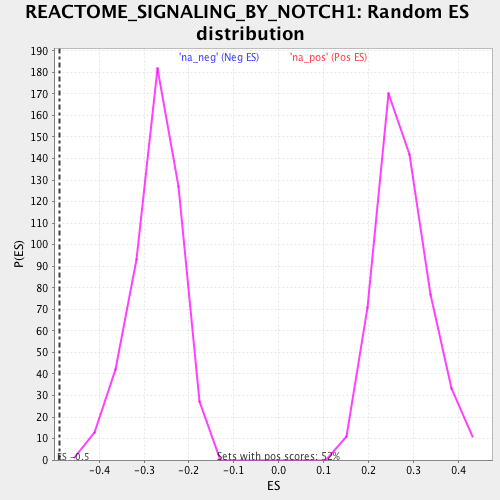 REACTOME_SIGNALING_BY_NOTCH1: Random ES
distribution
'na_neg' (Neg ES) 'na_pos' (Pos ES)
190
180
170
160
150
140
130
120
110
100
90
80
70
60
50
40
30
20
10
0
P(ES)
ES -0.5
Sets with pos scores: 52%
-0.4 -0.3 -0.2 -0.1 0.0 0.1 0.2 0.3 0.4
ES